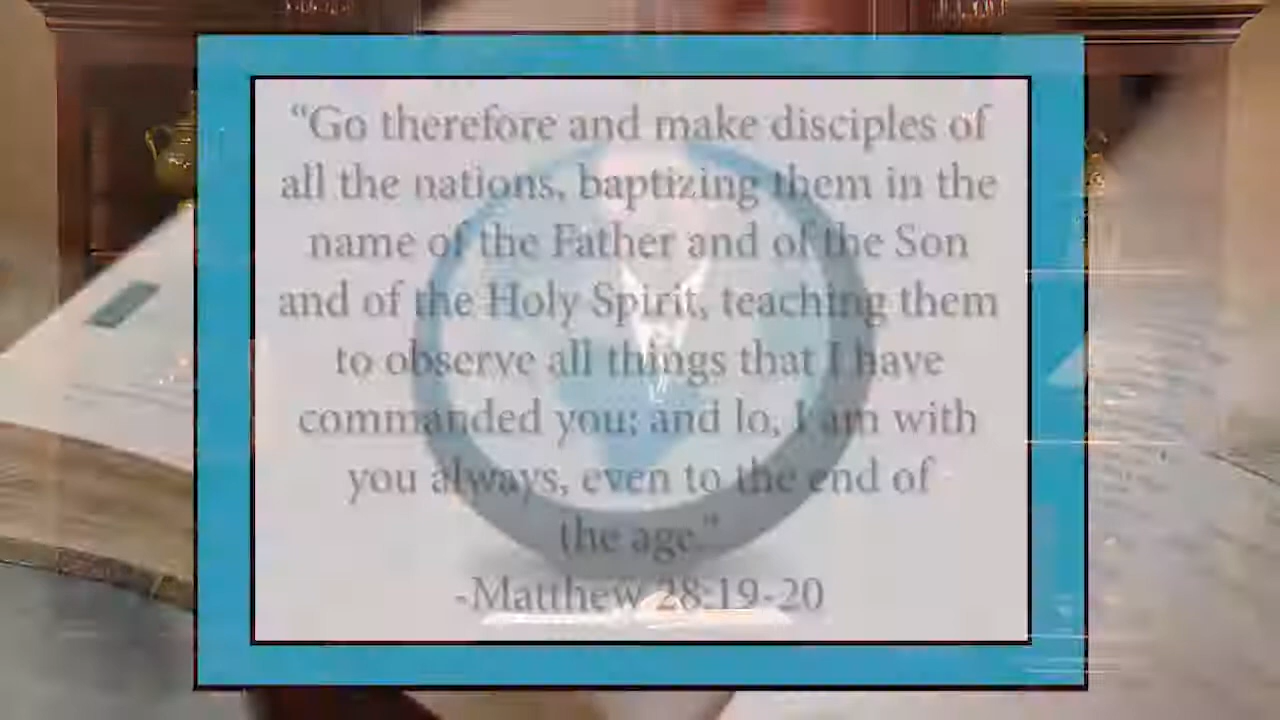 “Go therefore and make disciples of
all the nations, baptizing them in the
name of the Father and of the Son
and of the Holy Spirit, teaching them
to observe all things that I have
commanded you; and lo, I am with
you always, even to the end of
the age.”
-Matthew 28:19-20